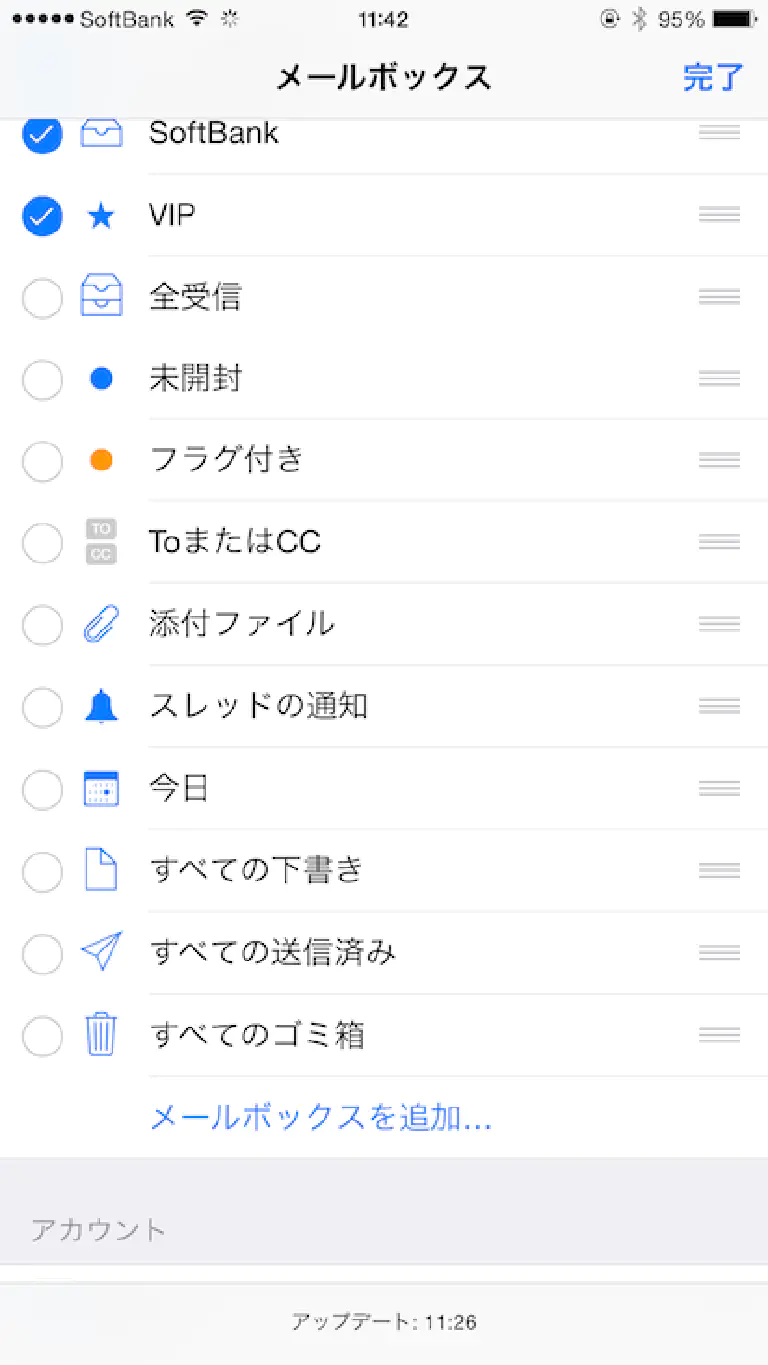 SoftBank 11:42 95%
メールボックス 完了
SoftBank
VIP
全受信
未開封
フラグ付き
TO
CC
ToまたはCC
添付ファイル
スレッドの通知
今日
すべての下書き
すべての送信済み
すべてのゴミ箱
メールボックスを追加...
アカウント
アップデート: 11:26